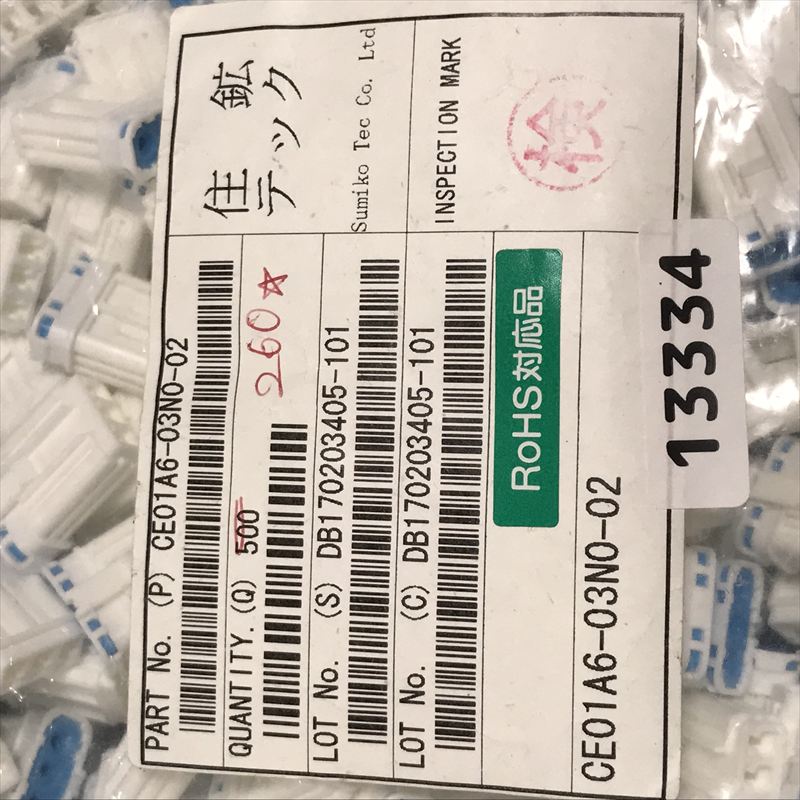 住鉱
テック
Sumiko Tec Co. Ltd
INSPECTION MARK
検
PART No. (P) CE01A6-03N0-02
QUANTITY. (Q) 500
260☆
LOT No. (S) DB170203405-101
LOT No. (C) DB170203405-101
RoHS対応品
CE01A6-03N0-02
13334